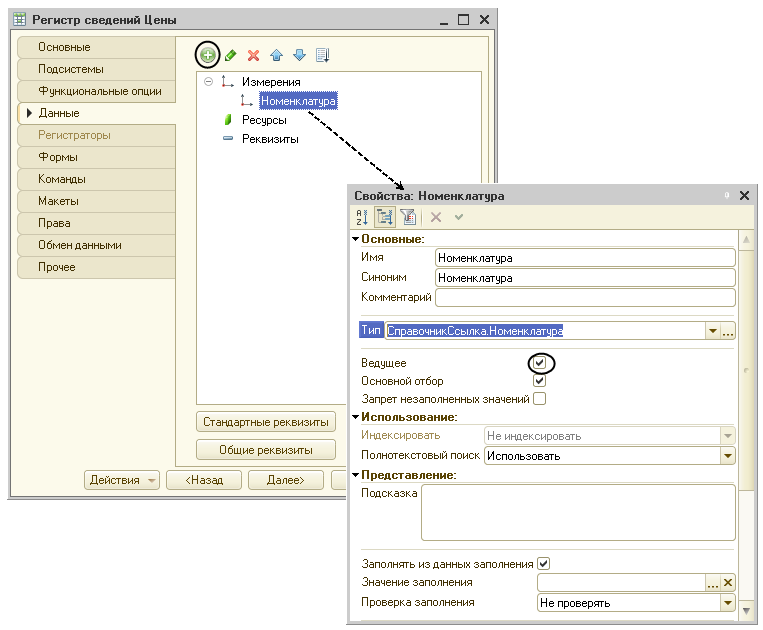 Регистр сведений Цены
Основные
Подсистемы
Функциональные опции
Данные
Регистраторы
Формы
Команды
Макеты
Права
Обмен данными
Прочее
Измерения
Номенклатура
Ресурсы
Реквизиты
Стандартные реквизиты
Общие реквизиты
Действия
<Назад
Далее>
Свойства: Номенклатура
Основные:
Имя Номенклатура
Синоним Номенклатура
Комментарий
Тип СправочникСсылка.Номенклатура
Ведущее
Основной отбор
Запрет незаполненных значений
Использование:
Индексировать Не индексировать
Полнотекстовый поиск Использовать
Представление:
Подсказка
Заполнять из данных заполнения
Значение заполнения
Проверка заполнения Не проверять